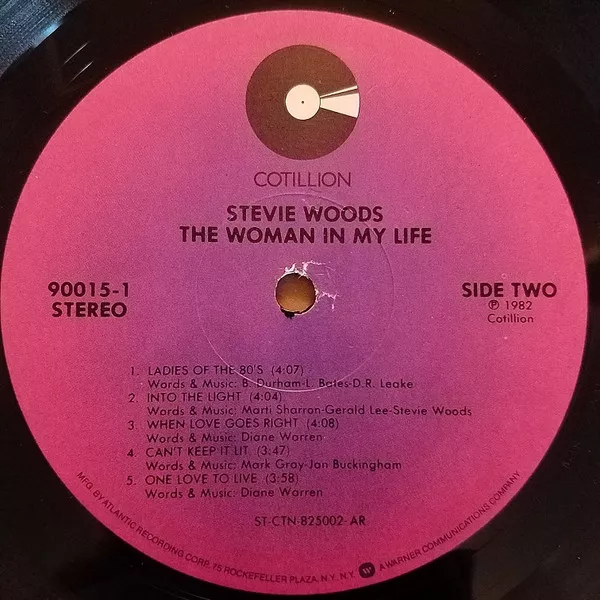 COTILLION
STEVIE WOODS
THE WOMAN IN MY LIFE
90015-1
STEREO
SIDE TWO
℗ 1982
Cotillion
1. LADIES OF THE 80'S (4:07)
Words & Music: B. Durham-L. Bates-D.R. Leake
2. INTO THE LIGHT (4:04)
Words & Music: Marti Sharron-Gerald Lee-Stevie Woods
3. WHEN LOVE GOES RIGHT (4:08)
Words & Music: Diane Warren
4. CAN'T KEEP IT LIT (3:47)
Words & Music: Mark Gray-Jan Buckingham
5. ONE LOVE TO LIVE (3:58)
Words & Music: Diane Warren
ST-CTN-825002-AR
MFG. BY ATLANTIC RECORDING CORP. 75 ROCKEFELLER PLAZA, N.Y. N.Y. W A WARNER COMMUNICATIONS COMPANY